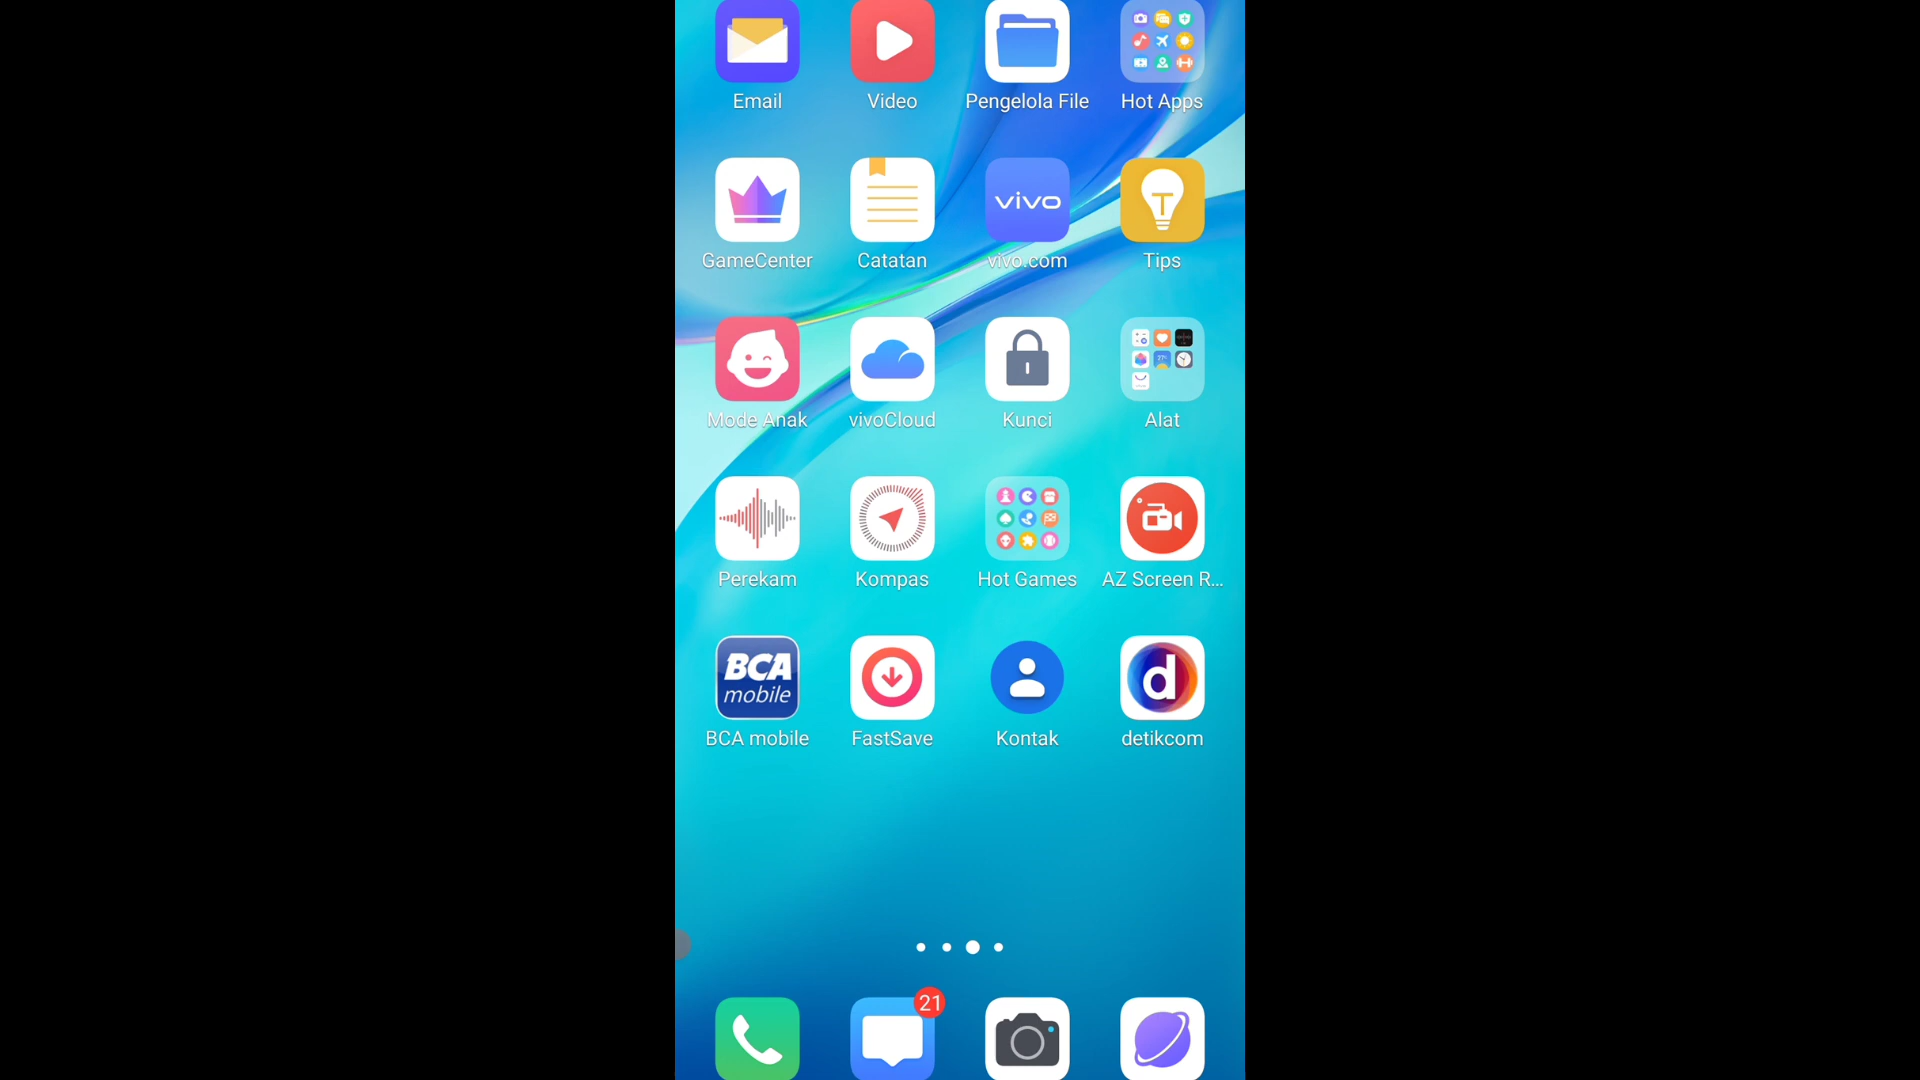 Email Video Pengelola File Hot Apps
vivo
T
GameCenter Catatan vivo.com Tips
Mode Anak vivoCloud Kunci Alat
Perekam Kompas Hot Games AZ Screen R...
BCA
mobile
d
BCA mobile FastSave Kontak detikcom
21